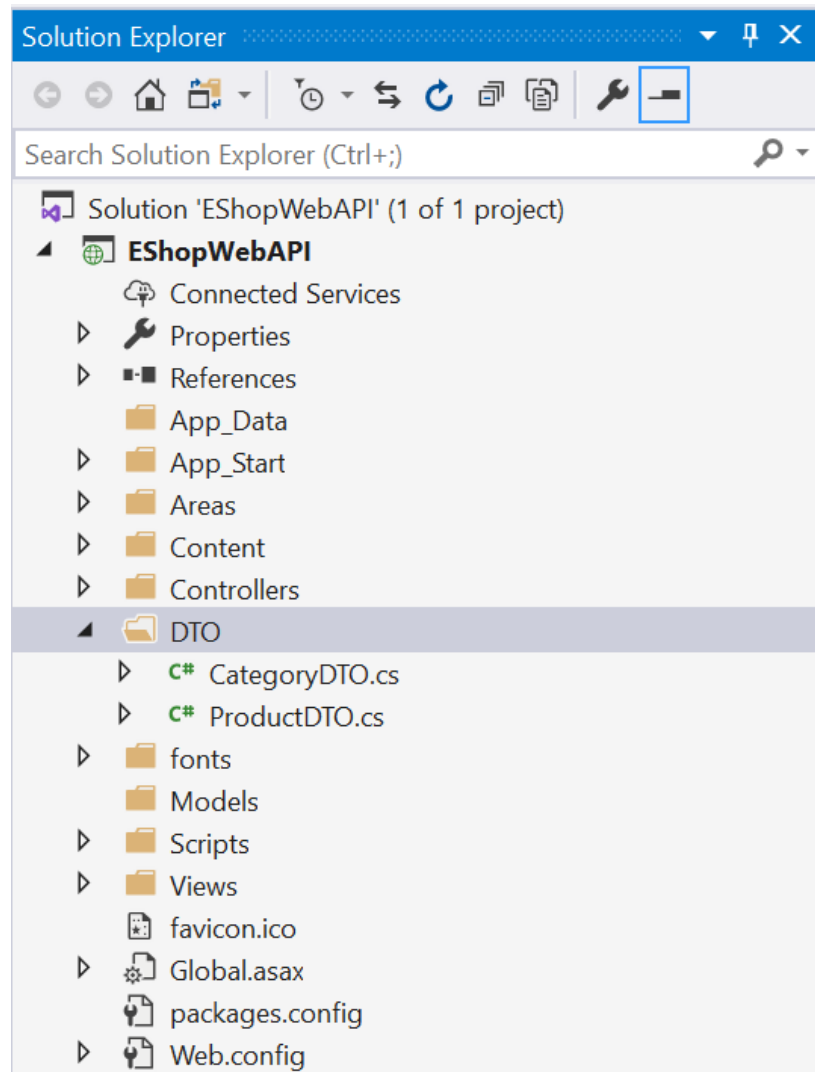 Solution Explorer
Search Solution Explorer (Ctrl+;)
Solution 'EShopWebAPI' (1 of 1 project)
EShopWebAPI
Connected Services
Properties
References
App_Data
App_Start
Areas
Content
Controllers
DTO
C# CategoryDTO.cs
C# ProductDTO.cs
fonts
Models
Scripts
Views
favicon.ico
Global.asax
packages.config
Web.config